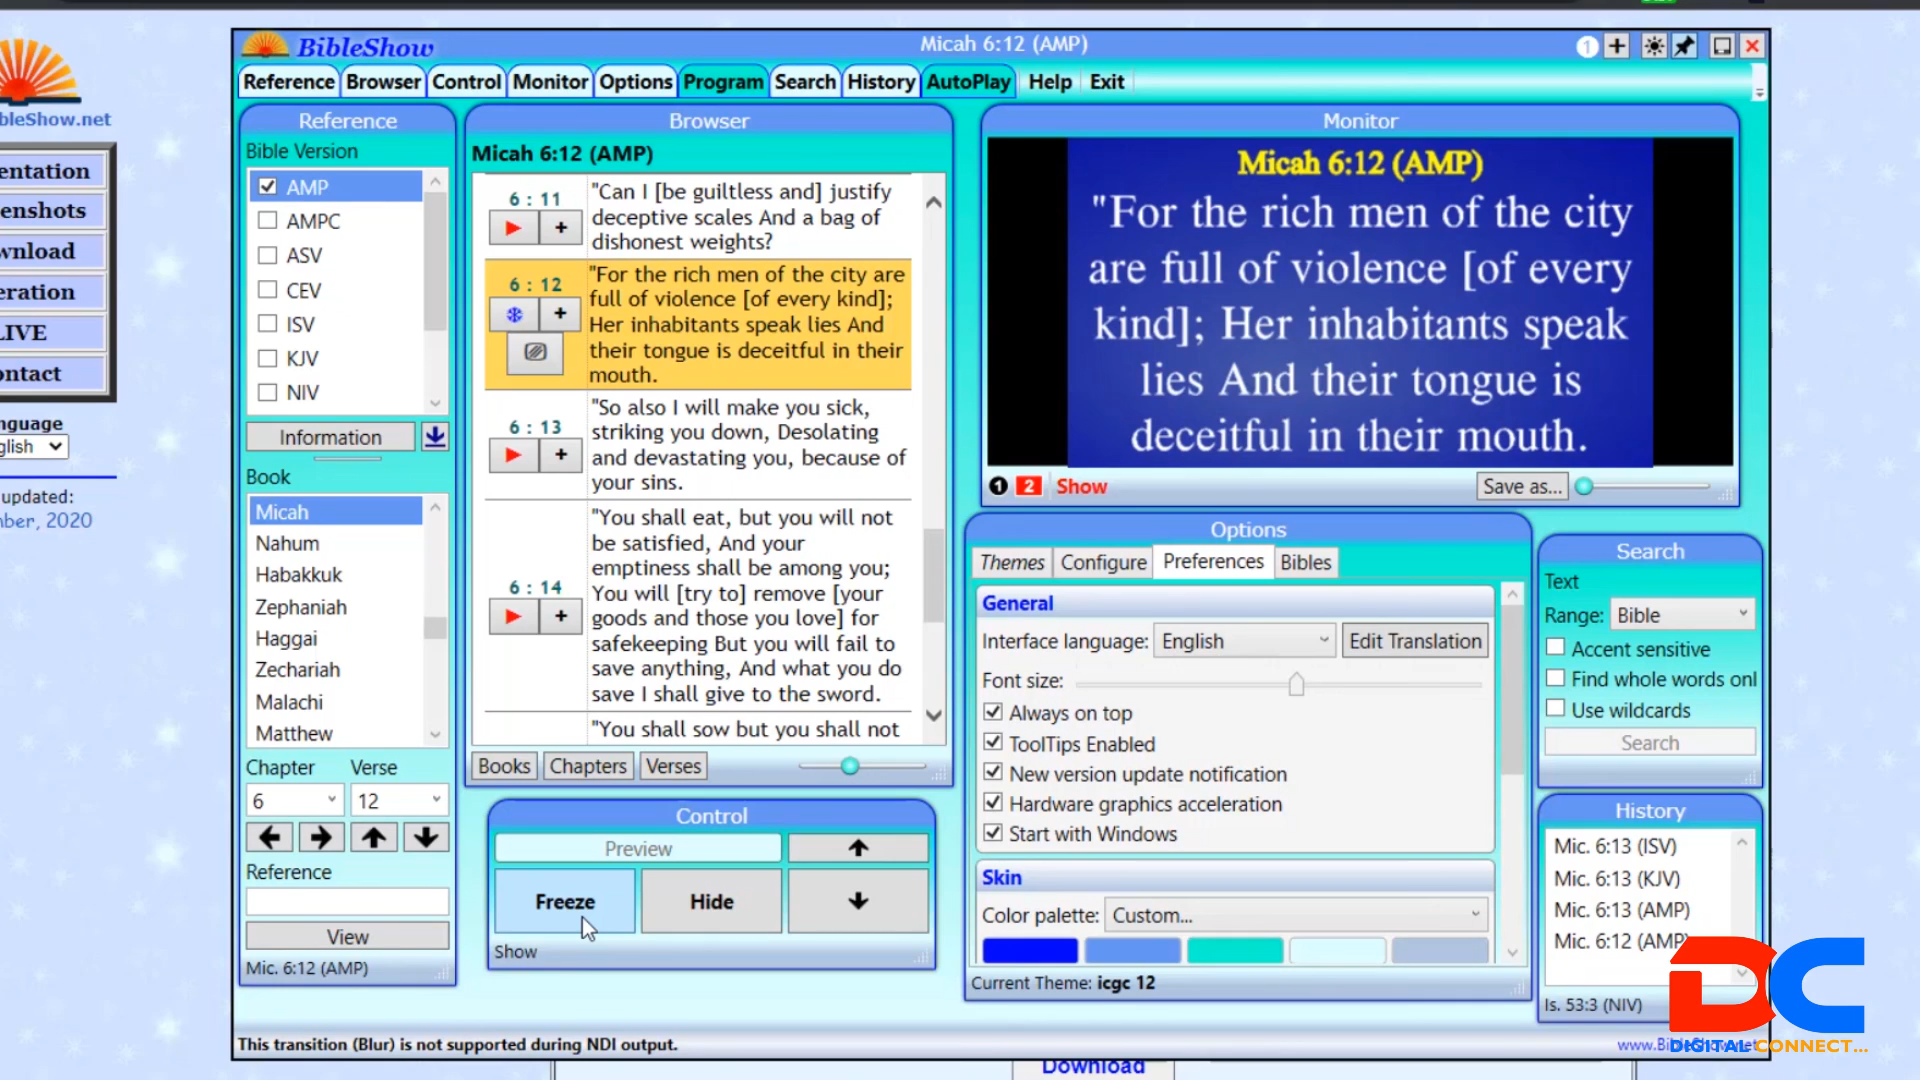 BibleShow
Micah 6:12 (AMP)
1
Reference Browser Control Monitor Options Program Search History AutoPlay Help Exit
bleShow.net
entation
enshots
wnload
eration
LIVE
ontact
nguage
glish
updated:
mber, 2020
Reference
Bible Version
AMP
AMPC
ASV
CEV
ISV
KJV
NIV
Information
Book
Micah
Nahum
Habakkuk
Zephaniah
Haggai
Zechariah
Malachi
Matthew
Chapter Verse
6 12
Reference
View
Mic. 6:12 (AMP)
Browser
Micah 6:12 (AMP)
6 : 11
"Can I [be guiltless and] justify
deceptive scales And a bag of
dishonest weights?
6 : 12
"For the rich men of the city are
full of violence [of every kind];
Her inhabitants speak lies And
their tongue is deceitful in their
mouth.
6 : 13
"So also I will make you sick,
striking you down, Desolating
and devastating you, because of
your sins.
6 : 14
"You shall eat, but you will not
be satisfied, And your
emptiness shall be among you;
You will [try to] remove [your
goods and those you love] for
safekeeping But you will fail to
save anything, And what you do
save I shall give to the sword.
"You shall sow but you shall not
Books Chapters Verses
Control
Preview
Freeze Hide
Show
Monitor
Micah 6:12 (AMP)
"For the rich men of the city
are full of violence [of every
kind]; Her inhabitants speak
lies And their tongue is
deceitful in their mouth.
1 2 Show Save as...
Options
Themes Configure Preferences Bibles
General
Interface language: English Edit Translation
Font size:
Always on top
ToolTips Enabled
New version update notification
Hardware graphics acceleration
Start with Windows
Skin
Color palette: Custom...
Current Theme: icgc 12
Search
Text
Range: Bible
Accent sensitive
Find whole words onl
Use wildcards
Search
History
Mic. 6:13 (ISV)
Mic. 6:13 (KJV)
Mic. 6:13 (AMP)
Mic. 6:12 (AMP)
Is. 53:3 (NIV)
DC
DIGITAL CONNECT...
This transition (Blur) is not supported during NDI output.
Download